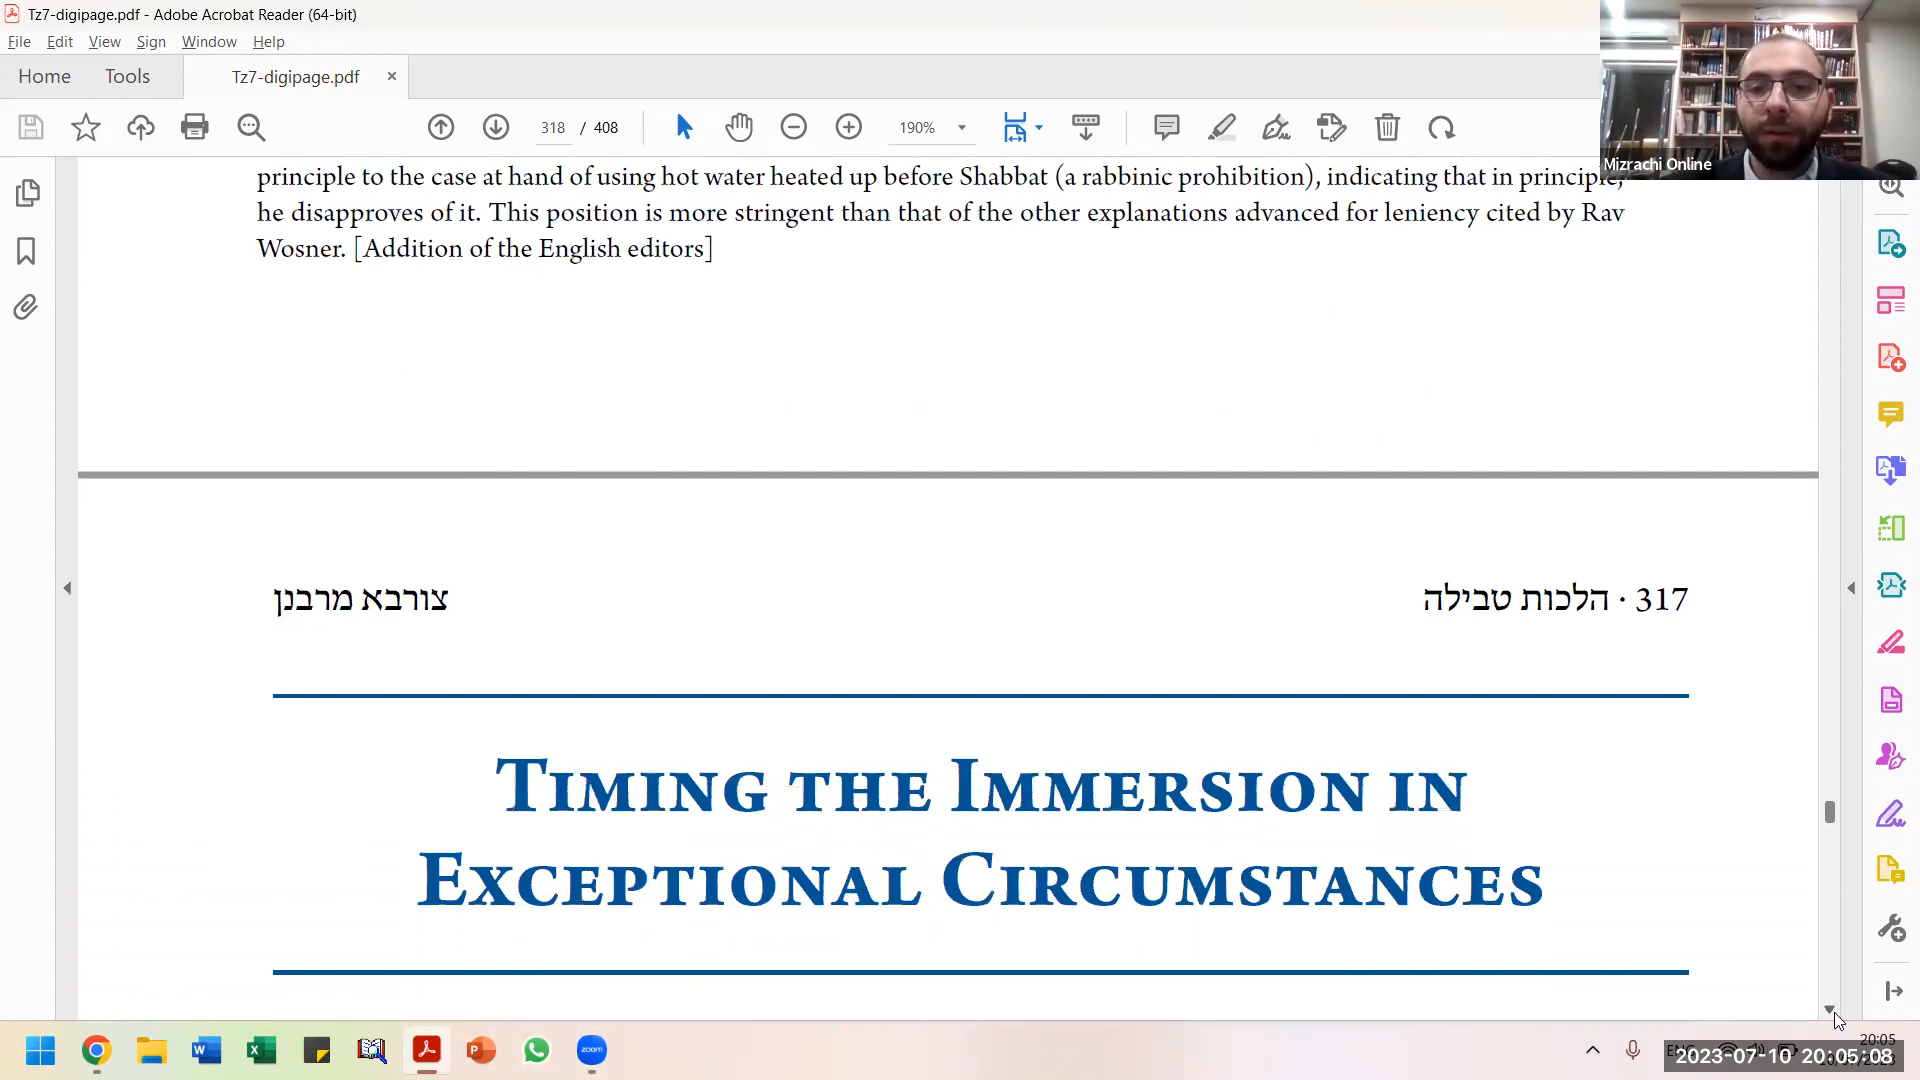 Tz7-digipage.pdf - Adobe Acrobat Reader (64-bit)
File Edit View Sign Window Help
Home Tools Tz7-digipage.pdf ×
318 / 408 190%
Mizrachi Online
principle to the case at hand of using hot water heated up before Shabbat (a rabbinic prohibition), indicating that in principle,
he disapproves of it. This position is more stringent than that of the other explanations advanced for leniency cited by Rav
Wosner. [Addition of the English editors]
317 · הלכות טבילה
צורבא מרבנן
Timing the Immersion in
Exceptional Circumstances
zoom
20:05
2023-07-10 20:05:08